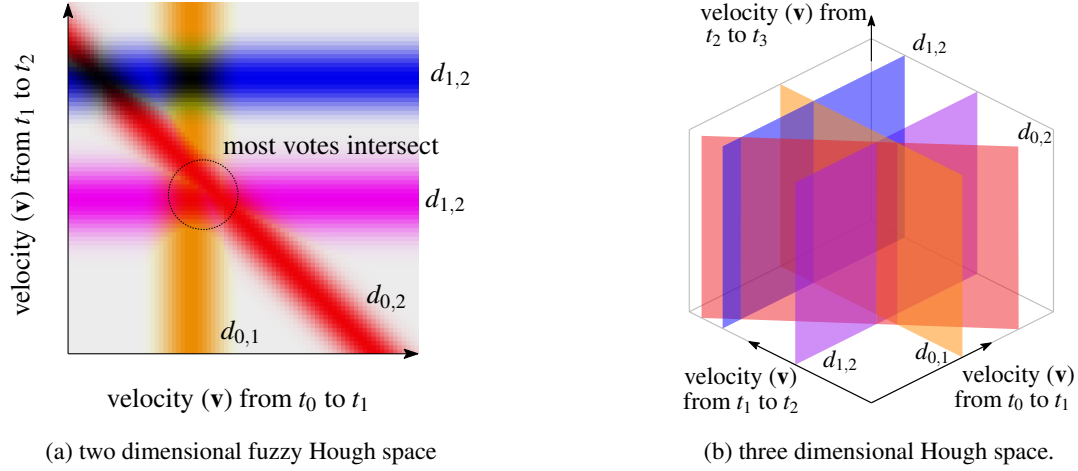 velocity (v) from t1 to t2
d1,2
most votes intersect
d1,2
d0,2
d0,1
velocity (v) from t0 to t1
(a) two dimensional fuzzy Hough space
velocity (v) from
t2 to t3
d1,2
d0,2
d1,2
d0,1
velocity (v)
from t1 to t2
velocity (v)
from t0 to t1
(b) three dimensional Hough space.